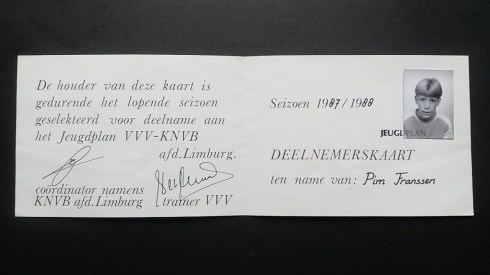 De houder van deze kaart is
gedurende het lopende seizoen
geselekteerd voor deelname aan
het Jeugdplan VVV-KNVB
afd.Limburg.
coordinator namens
KNVB afd.Limburg
trainer VVV
Seizoen 1987/1988
JEUGDPLAN
DEELNEMERSKAART
ten name van: Pim Franssen